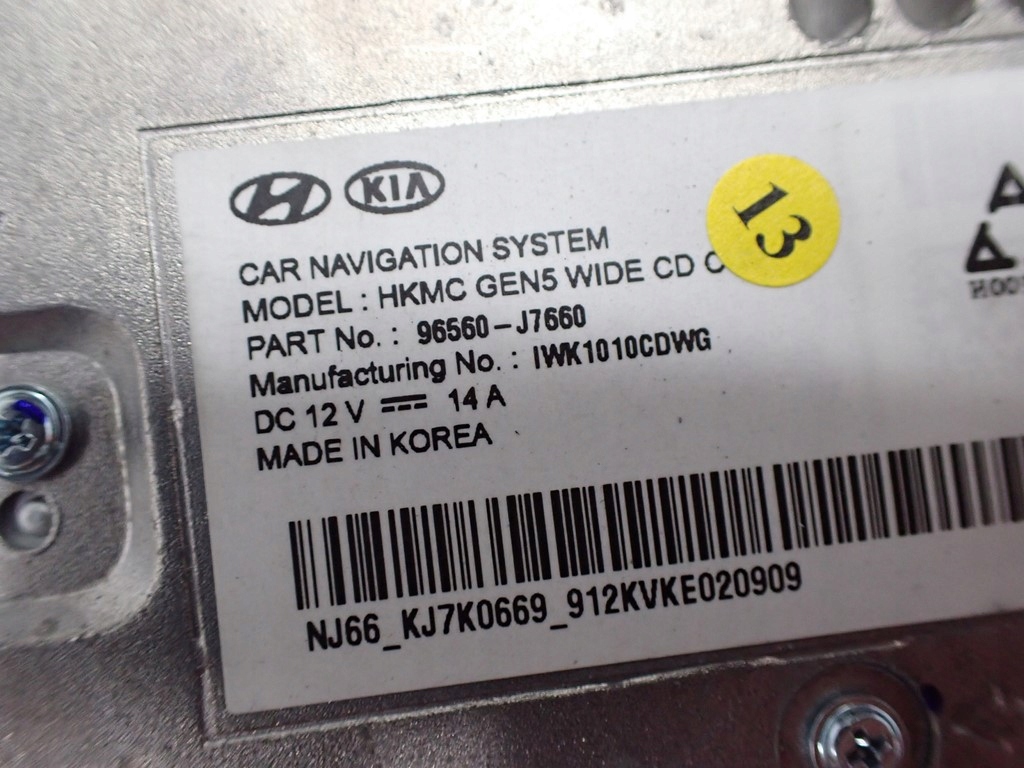 KIA
13
CAR NAVIGATION SYSTEM
MODEL : HKMC GEN5 WIDE CD
PART No. : 96560-J7660
Manufacturing No. : IWK1010CDWG
DC 12 V ⎓ 14 A
MADE IN KOREA
NJ66_KJ7K0669_912KVKE020909